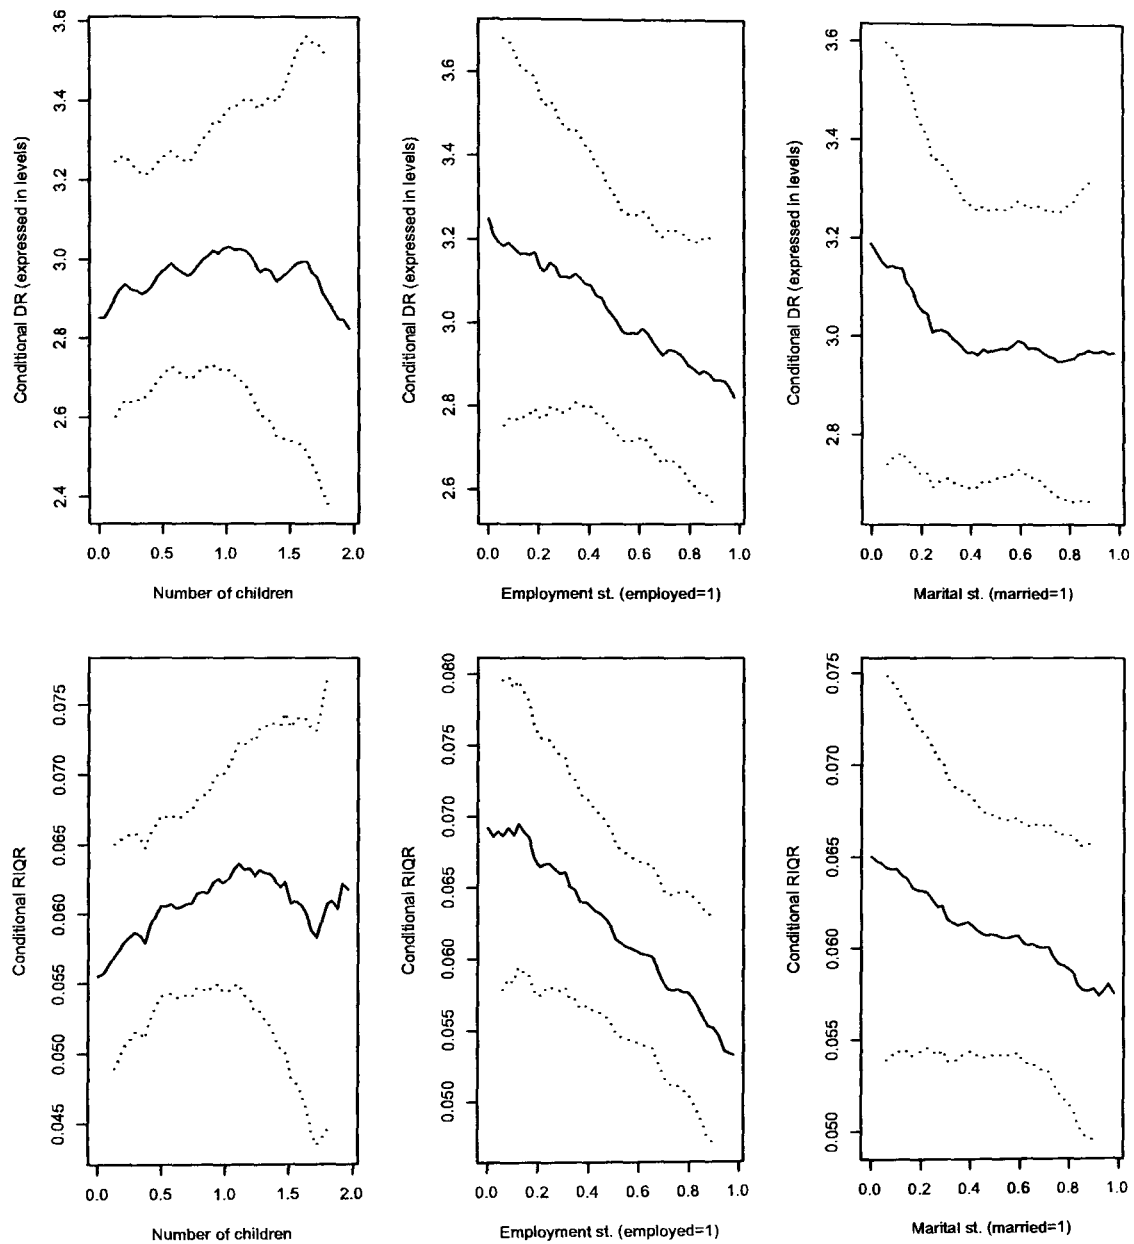 Conditional DR (expressed in levels)
3.6
3.4
3.2
3.0
2.8
2.6
2.4
0.0 0.5 1.0 1.5 2.0
Number of children
Conditional DR (expressed in levels)
3.6
3.4
3.2
3.0
2.8
2.6
0.0 0.2 0.4 0.6 0.8 1.0
Employment st. (employed=1)
Conditional DR (expressed in levels)
3.6
3.4
3.2
3.0
2.8
0.0 0.2 0.4 0.6 0.8 1.0
Marital st. (married=1)
Conditional RIQR
0.075
0.070
0.065
0.060
0.055
0.050
0.045
0.0 0.5 1.0 1.5 2.0
Number of children
Conditional RIQR
0.080
0.075
0.070
0.065
0.060
0.055
0.050
0.0 0.2 0.4 0.6 0.8 1.0
Employment st. (employed=1)
Conditional RIQR
0.075
0.070
0.065
0.060
0.055
0.050
0.0 0.2 0.4 0.6 0.8 1.0
Marital st. (married=1)